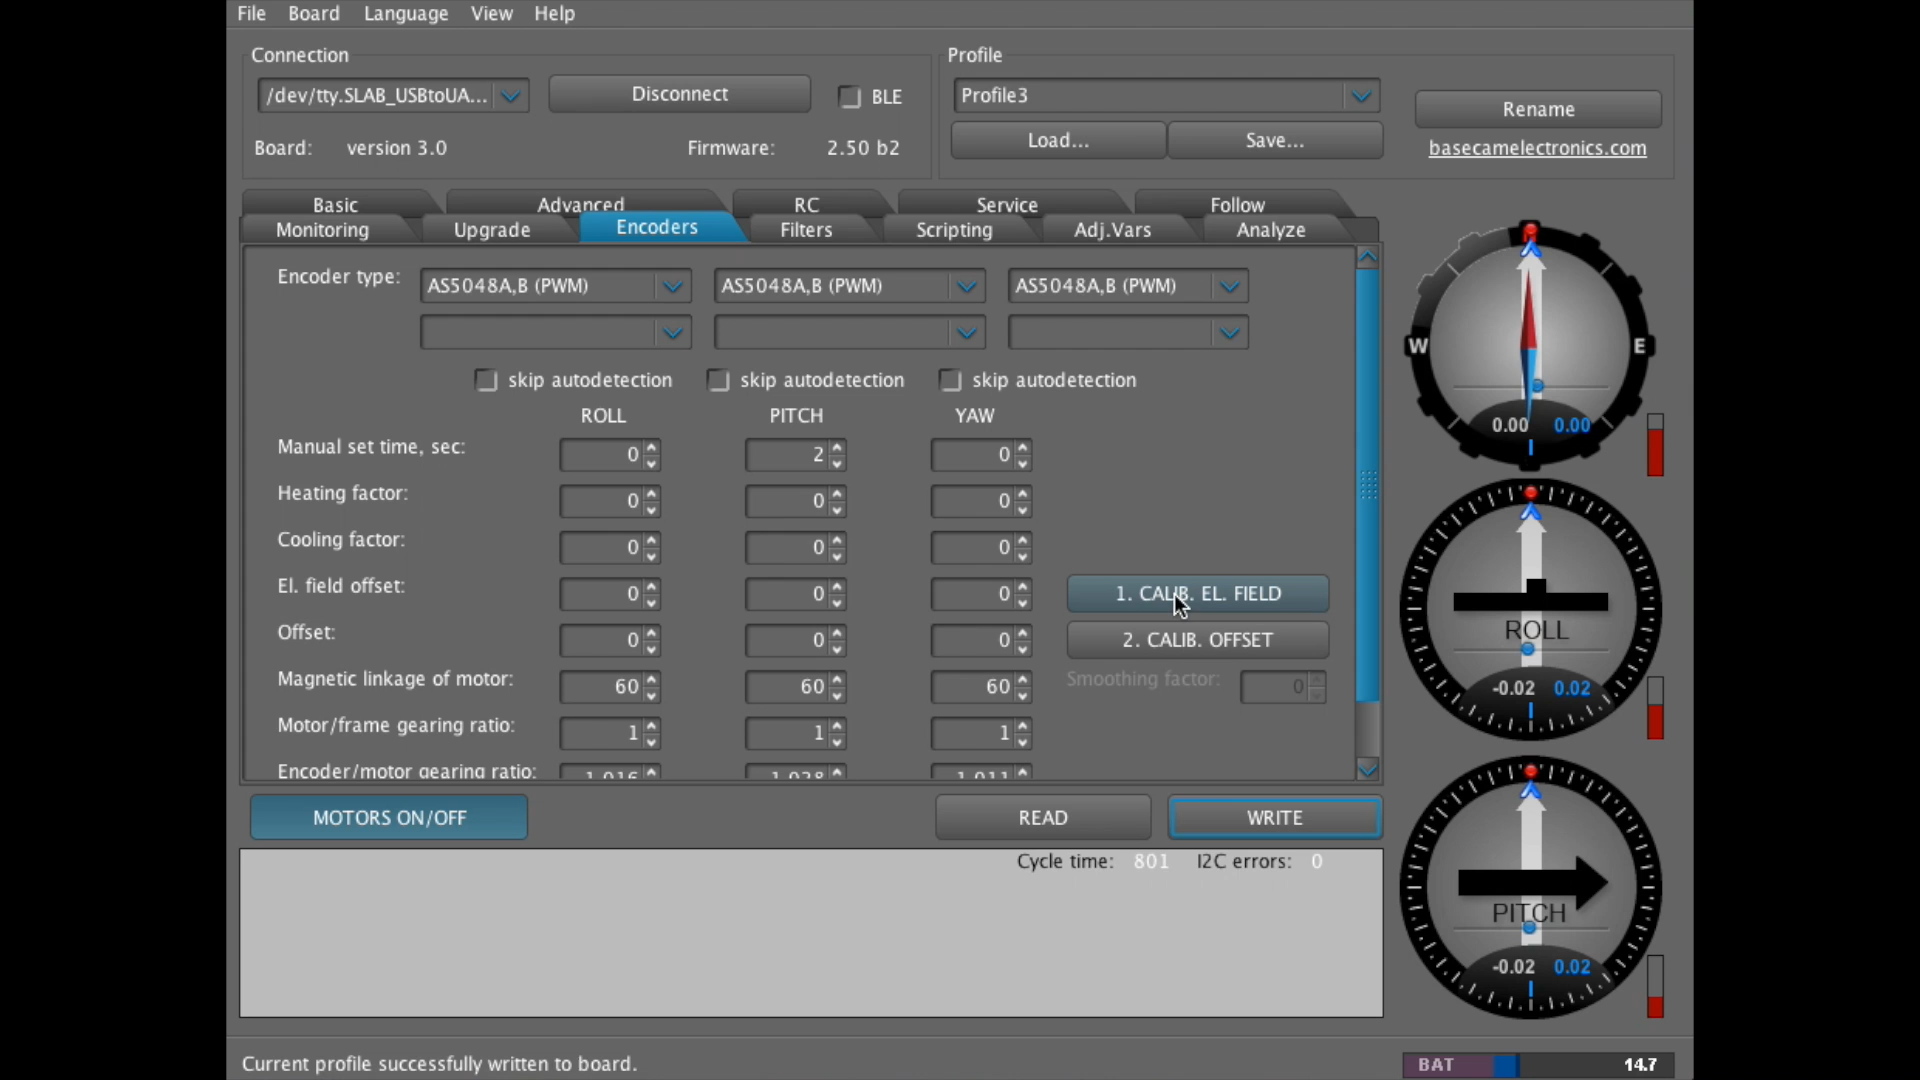 File Board Language View Help
Connection
Profile
/dev/tty.SLAB_USBtoUA...
Disconnect
BLE
Profile3
Rename
Load...
Save...
Board: version 3.0
Firmware: 2.50 b2
basecamelectronics.com
Basic Advanced RC Service Follow
Monitoring Upgrade Encoders Filters Scripting Adj.Vars Analyze
Encoder type: AS5048A,B (PWM) AS5048A,B (PWM) AS5048A,B (PWM)
skip autodetection skip autodetection skip autodetection
ROLL PITCH YAW
Manual set time, sec: 0 2 0
Heating factor: 0 0 0
Cooling factor: 0 0 0
El. field offset: 0 0 0 1. CALIB. EL. FIELD
Offset: 0 0 0 2. CALIB. OFFSET
Magnetic linkage of motor: 60 60 60 Smoothing factor: 0
Motor/frame gearing ratio: 1 1 1
Encoder/motor gearing ratio: 1.016 1.028 1.011
MOTORS ON/OFF READ WRITE
Cycle time: 801 I2C errors: 0
W E
0.00 0.00
ROLL
-0.02 0.02
PITCH
-0.02 0.02
Current profile successfully written to board.
BAT 14.7